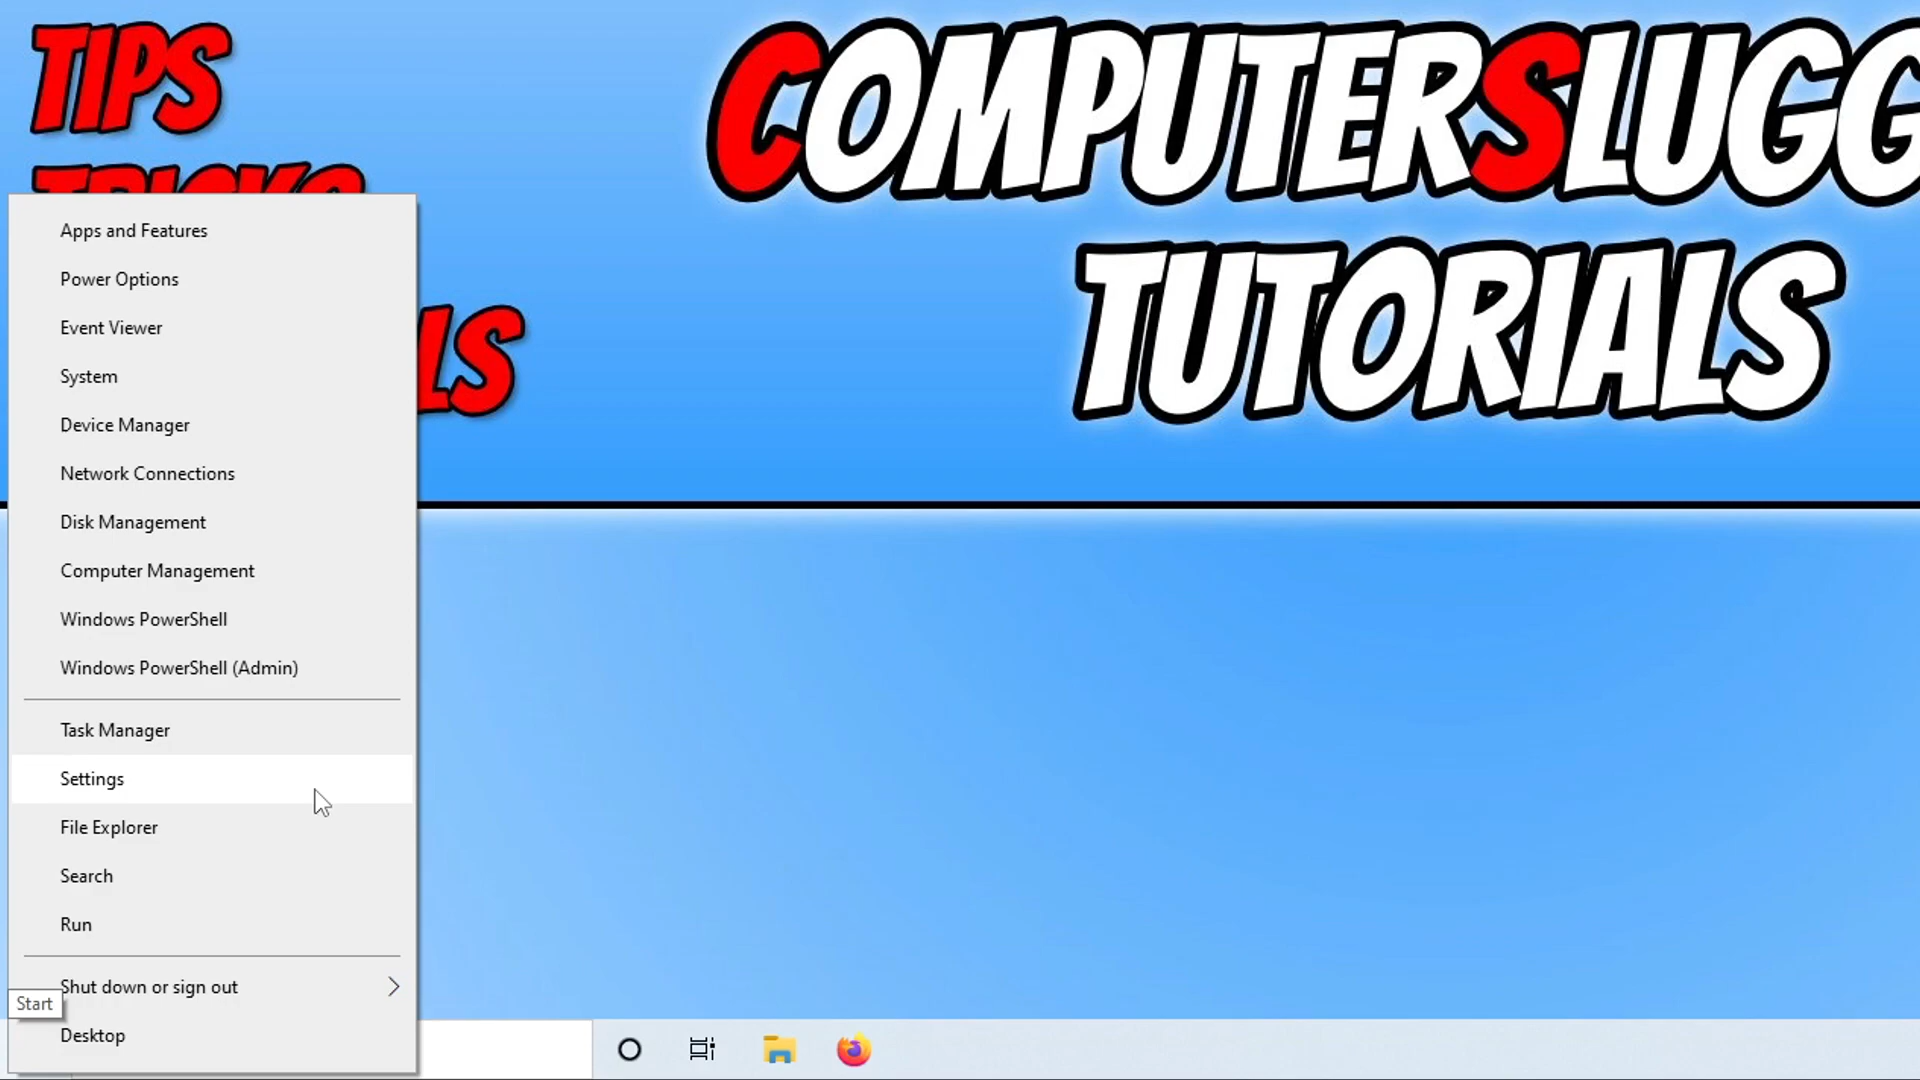 TIPS
COMPUTERSLUGG
TUTORIALS
Apps and Features
Power Options
Event Viewer
System
Device Manager
Network Connections
Disk Management
Computer Management
Windows PowerShell
Windows PowerShell (Admin)
Task Manager
Settings
File Explorer
Search
Run
Shut down or sign out
Start
Desktop